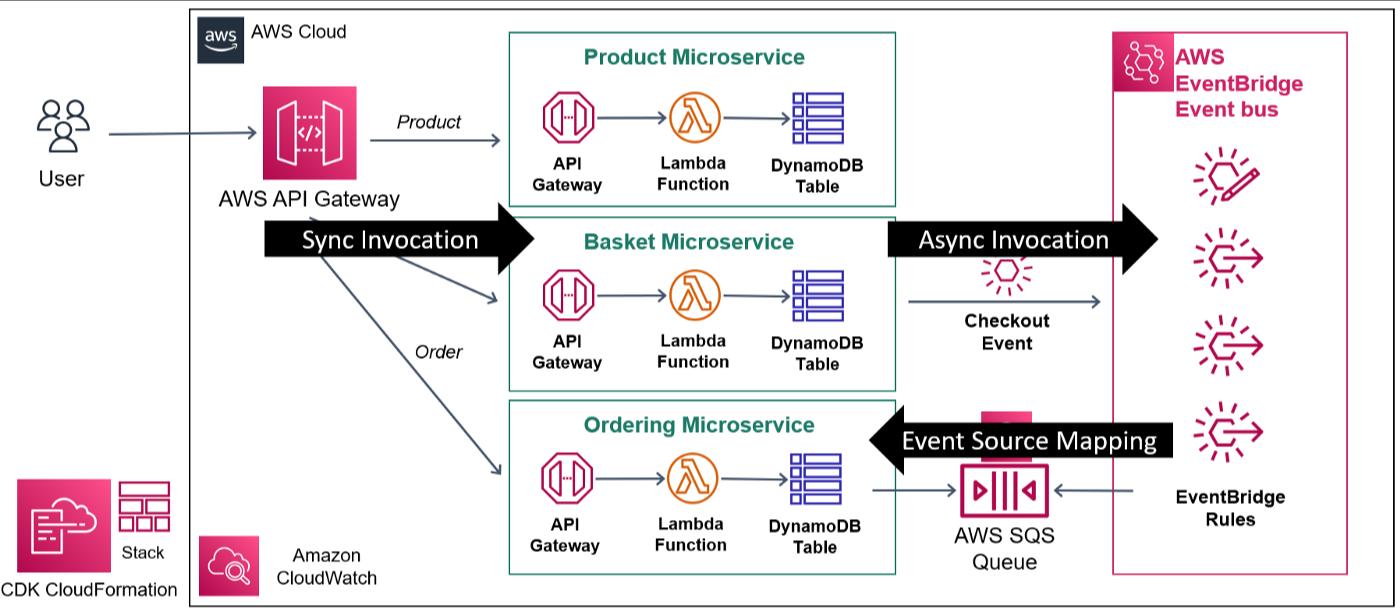 aws
AWS Cloud
User
AWS API Gateway
Product
Sync Invocation
Order
Product Microservice
API
Gateway
Lambda
Function
DynamoDB
Table
Basket Microservice
API
Gateway
Lambda
Function
DynamoDB
Table
Ordering Microservice
API
Gateway
Lambda
Function
DynamoDB
Table
Async Invocation
Checkout
Event
Event Source Mapping
AWS SQS
Queue
AWS
EventBridge
Event bus
EventBridge
Rules
Stack
CDK CloudFormation
Amazon
CloudWatch